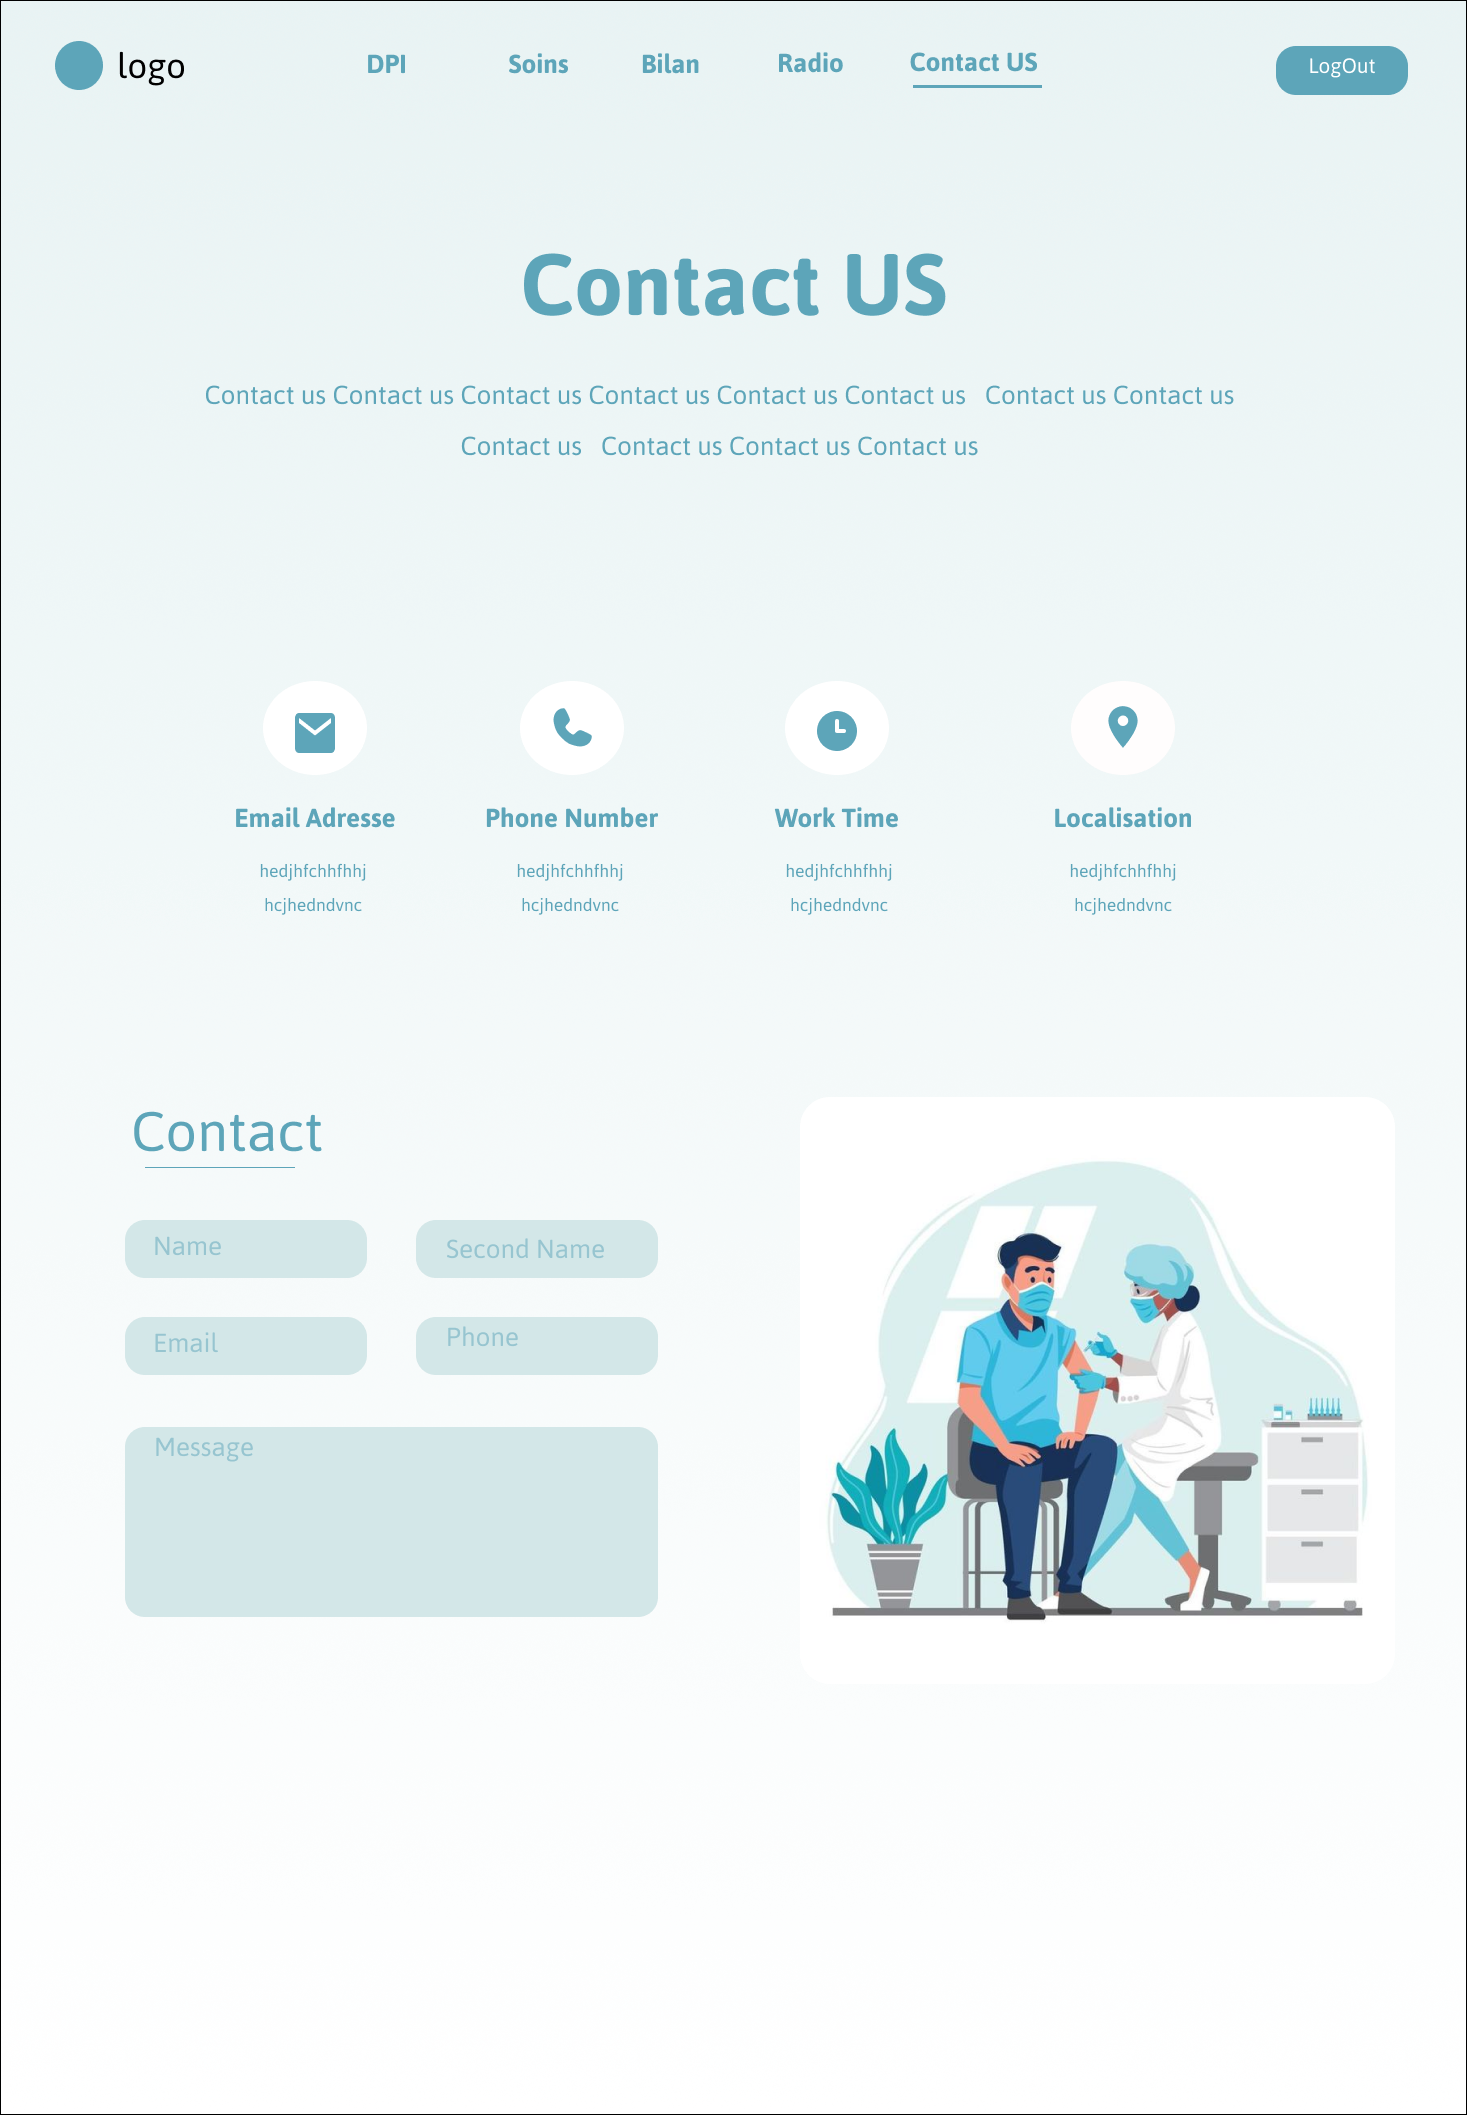 logo
DPI
Soins
Bilan
Radio
Contact US
LogOut
Contact US
Contact us Contact us Contact us Contact us Contact us Contact us Contact us Contact us
Contact us Contact us Contact us Contact us
Email Adresse
Phone Number
Work Time
Localisation
hedjhfchhfhhj
hedjhfchhfhhj
hedjhfchhfhhj
hedjhfchhfhhj
hcjhedndvnc
hcjhedndvnc
hcjhedndvnc
hcjhedndvnc
Contact
Name
Second Name
Email
Phone
Message